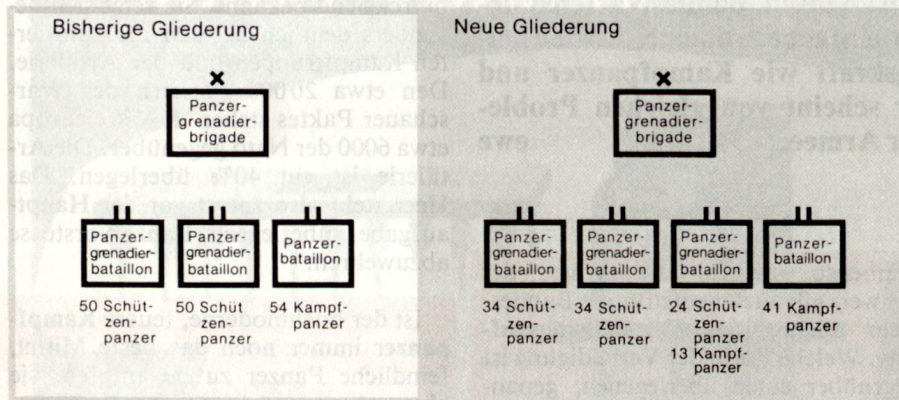 Bisherige Gliederung
Panzer-
grenadier-
brigade
Panzer-
grenadier-
bataillon
50 Schüt-
zen-
panzer
Panzer-
grenadier-
bataillon
50 Schüt-
zen-
panzer
Panzer-
bataillon
54 Kampf-
panzer
Neue Gliederung
Panzer-
grenadier-
brigade
Panzer-
grenadier-
bataillon
34 Schüt-
zen-
panzer
Panzer-
grenadier-
bataillon
34 Schüt-
zen-
panzer
Panzer-
grenadier-
bataillon
24 Schüt-
zen-
panzer
13 Kampf-
panzer
Panzer-
bataillon
41 Kampf-
panzer